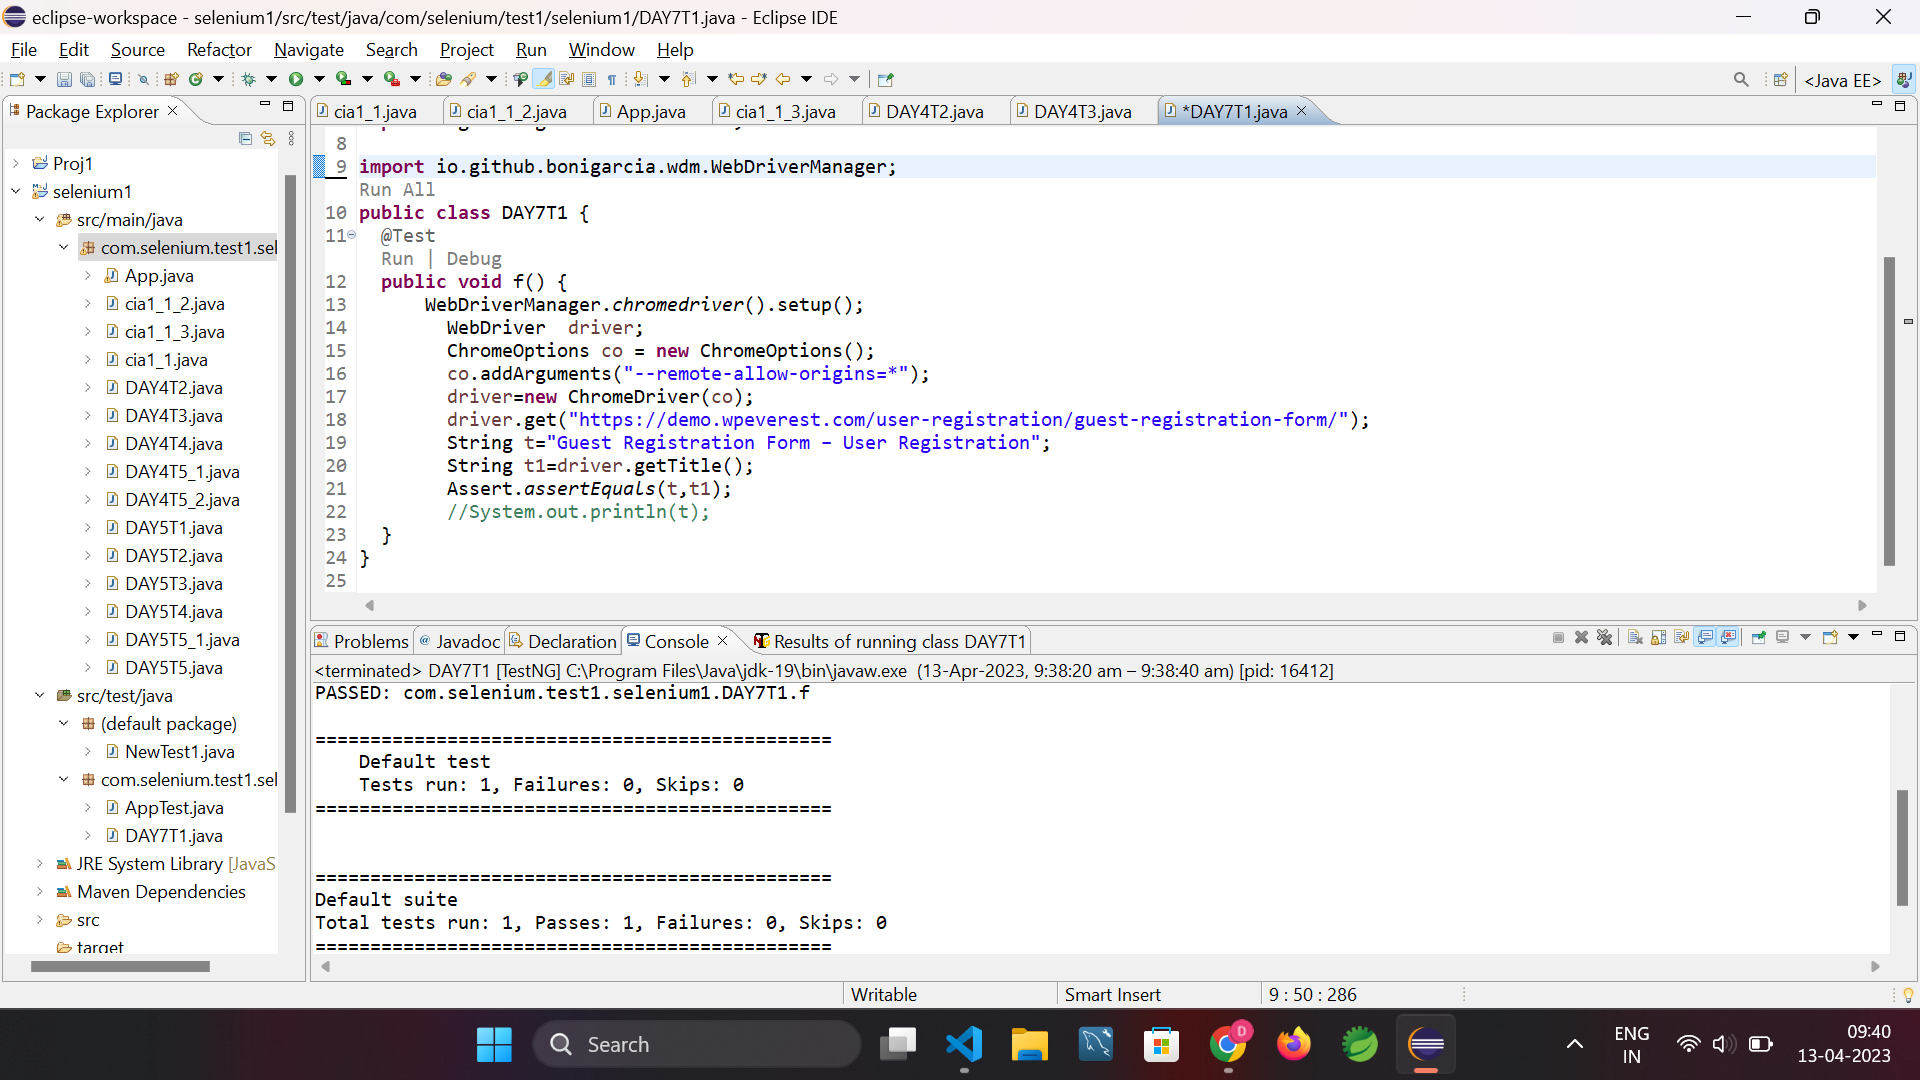 eclipse-workspace - selenium1/src/test/java/com/selenium/test1/selenium1/DAY7T1.java - Eclipse IDE
File Edit Source Refactor Navigate Search Project Run Window Help
<Java EE>
Package Explorer
cia1_1.java cia1_1_2.java App.java cia1_1_3.java DAY4T2.java DAY4T3.java *DAY7T1.java
Proj1
selenium1
src/main/java
com.selenium.test1.sel
App.java
cia1_1_2.java
cia1_1_3.java
cia1_1.java
DAY4T2.java
DAY4T3.java
DAY4T4.java
DAY4T5_1.java
DAY4T5_2.java
DAY5T1.java
DAY5T2.java
DAY5T3.java
DAY5T4.java
DAY5T5_1.java
DAY5T5.java
src/test/java
(default package)
NewTest1.java
com.selenium.test1.sel
AppTest.java
DAY7T1.java
JRE System Library [JavaS
Maven Dependencies
src
target
8
9 import io.github.bonigarcia.wdm.WebDriverManager;
Run All
10 public class DAY7T1 {
11 @Test
Run | Debug
12 public void f() {
13 WebDriverManager.chromedriver().setup();
14 WebDriver driver;
15 ChromeOptions co = new ChromeOptions();
16 co.addArguments("--remote-allow-origins=*");
17 driver=new ChromeDriver(co);
18 driver.get("https://demo.wpeverest.com/user-registration/guest-registration-form/");
19 String t="Guest Registration Form – User Registration";
20 String t1=driver.getTitle();
21 Assert.assertEquals(t,t1);
22 //System.out.println(t);
23 }
24 }
25
Problems @ Javadoc Declaration Console Results of running class DAY7T1
<terminated> DAY7T1 [TestNG] C:\Program Files\Java\jdk-19\bin\javaw.exe (13-Apr-2023, 9:38:20 am – 9:38:40 am) [pid: 16412]
PASSED: com.selenium.test1.selenium1.DAY7T1.f
===============================================
Default test
Tests run: 1, Failures: 0, Skips: 0
===============================================
===============================================
Default suite
Total tests run: 1, Passes: 1, Failures: 0, Skips: 0
===============================================
Writable Smart Insert 9 : 50 : 286
Search
D
ENG
IN
09:40
13-04-2023